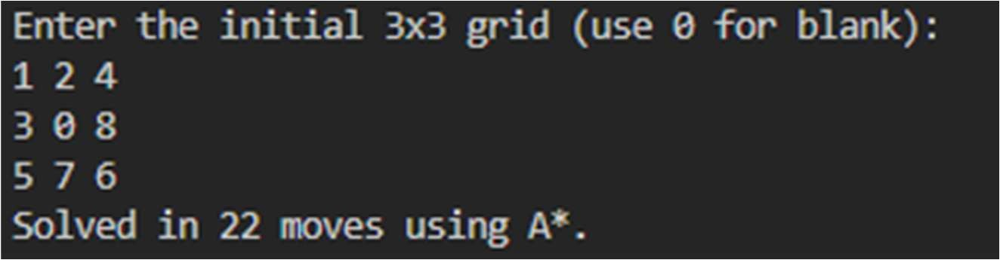 Enter the initial 3x3 grid (use 0 for blank):
1 2 4
3 0 8
5 7 6
Solved in 22 moves using A*.